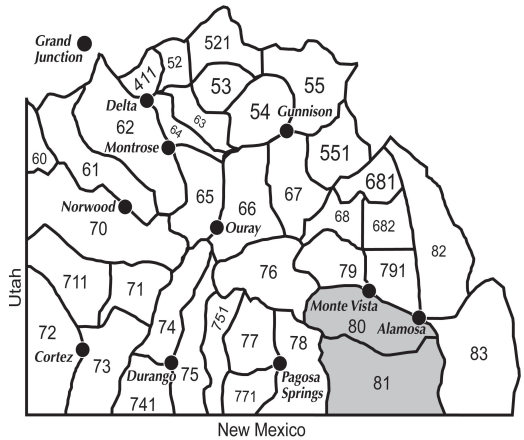 Grand
Junction
521
52
411
53
55
54
Delta
Gunnison
63
62
64
Montrose
551
60
61
681
65
66
67
Norwood
68
682
70
Ouray
82
76
79
791
711
71
Utah
Monte Vista
751
80
Alamosa
72
74
77
78
Cortez
73
83
Durango
75
Pagosa
Springs
81
771
741
New Mexico